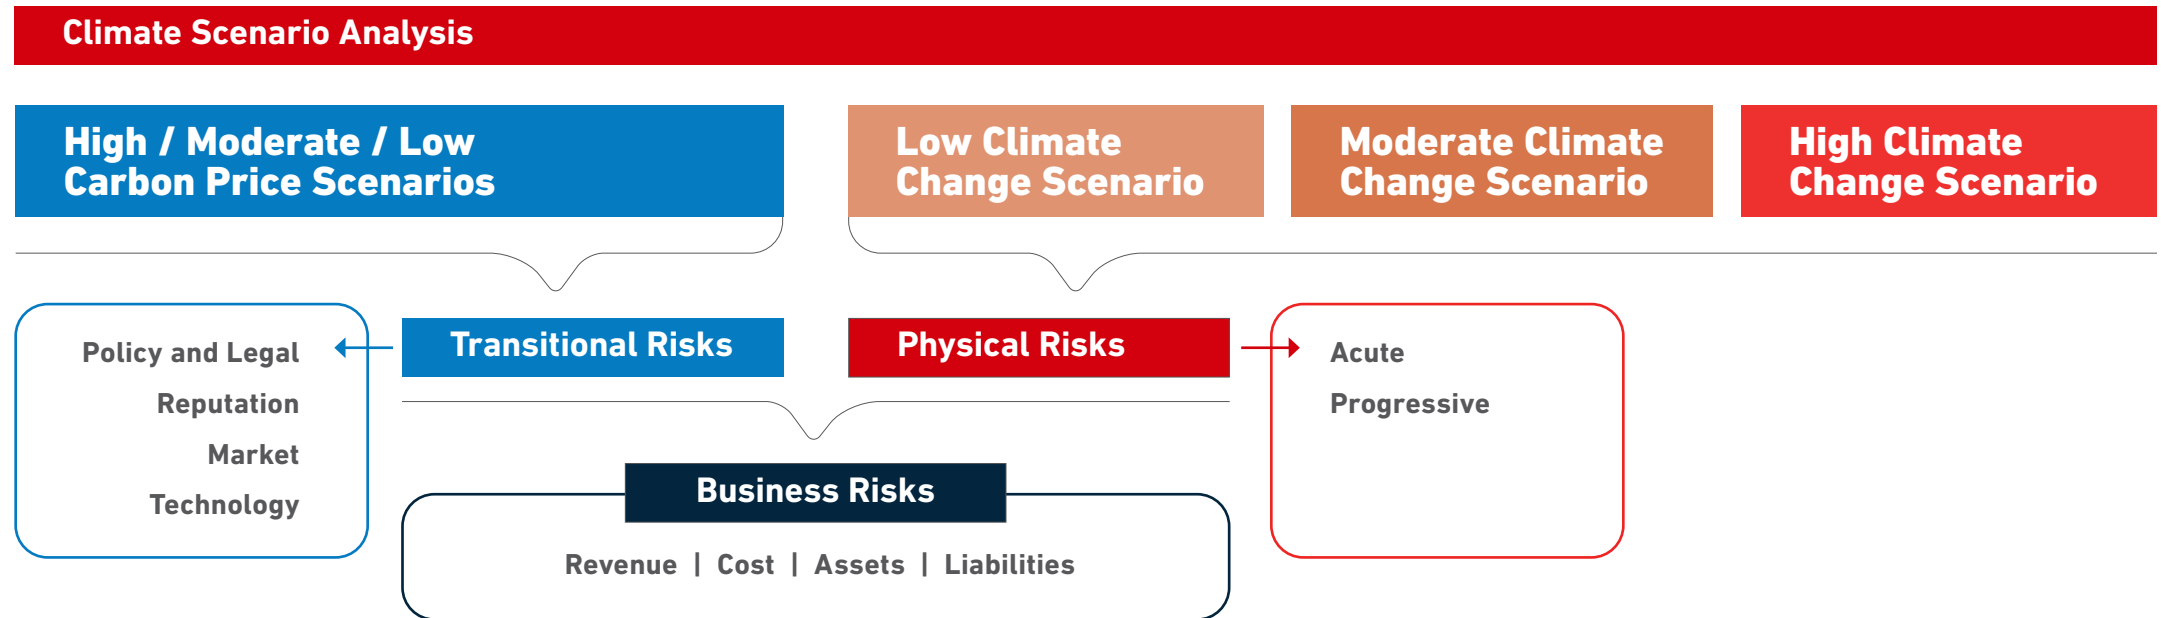 Climate Scenario Analysis
High / Moderate / Low
Carbon Price Scenarios
Low Climate
Change Scenario
Moderate Climate
Change Scenario
High Climate
Change Scenario
Transitional Risks
Policy and Legal
Reputation
Market
Technology
Physical Risks
Acute
Progressive
Business Risks
Revenue | Cost | Assets | Liabilities